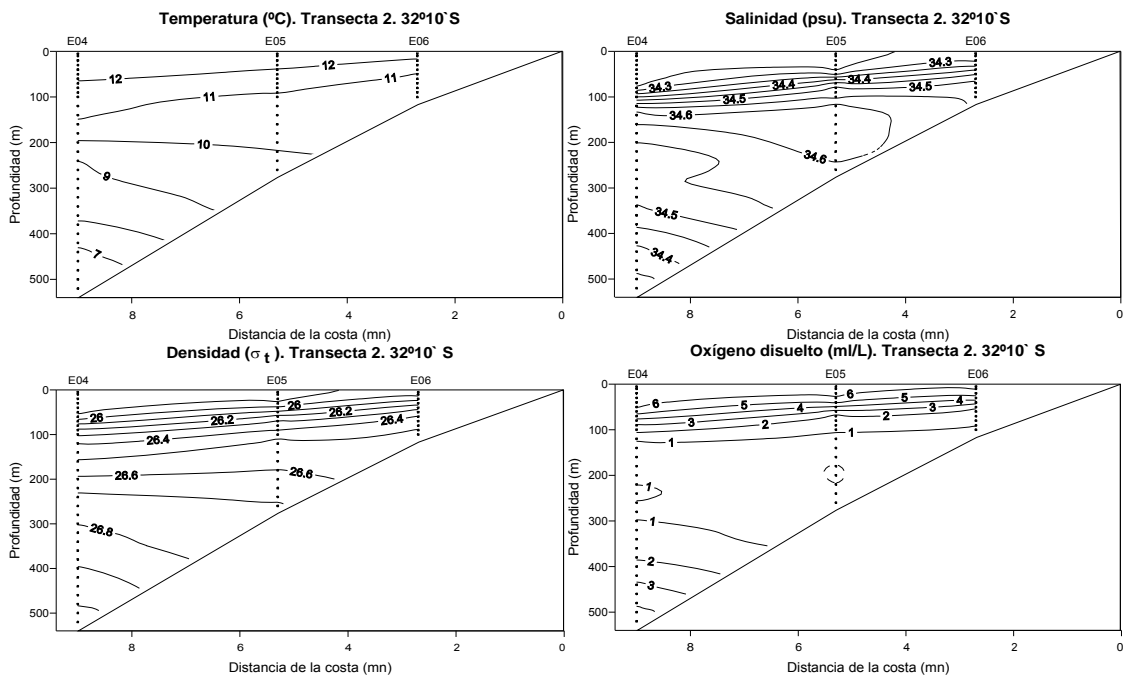 Temperatura (ºC). Transecta 2. 32º10`S
E04 E05 E06
0
100
200
300
400
500
Profundidad (m)
12 12
11 11
10
9
7
8 6 4 2 0
Distancia de la costa (mn)
Salinidad (psu). Transecta 2. 32º10`S
E04 E05 E06
0
100
200
300
400
500
Profundidad (m)
34.3 34.4 34.3
34.5 34.4
34.6 34.5
34.6
34.5
34.4
8 6 4 2 0
Distancia de la costa (mn)
Densidad (σt ). Transecta 2. 32º10` S
E04 E05 E06
0
100
200
300
400
500
Profundidad (m)
26 26
26.2 26.2
26.4 26.4
26.6 26.6
26.8
8 6 4 2 0
Distancia de la costa (mn)
Oxígeno disuelto (ml/L). Transecta 2. 32º10` S
E04 E05 E06
0
100
200
300
400
500
Profundidad (m)
6 6
5 5
4 4
3 3
2 2
1 1
1
1
2
3
8 6 4 2 0
Distancia de la costa (mn)